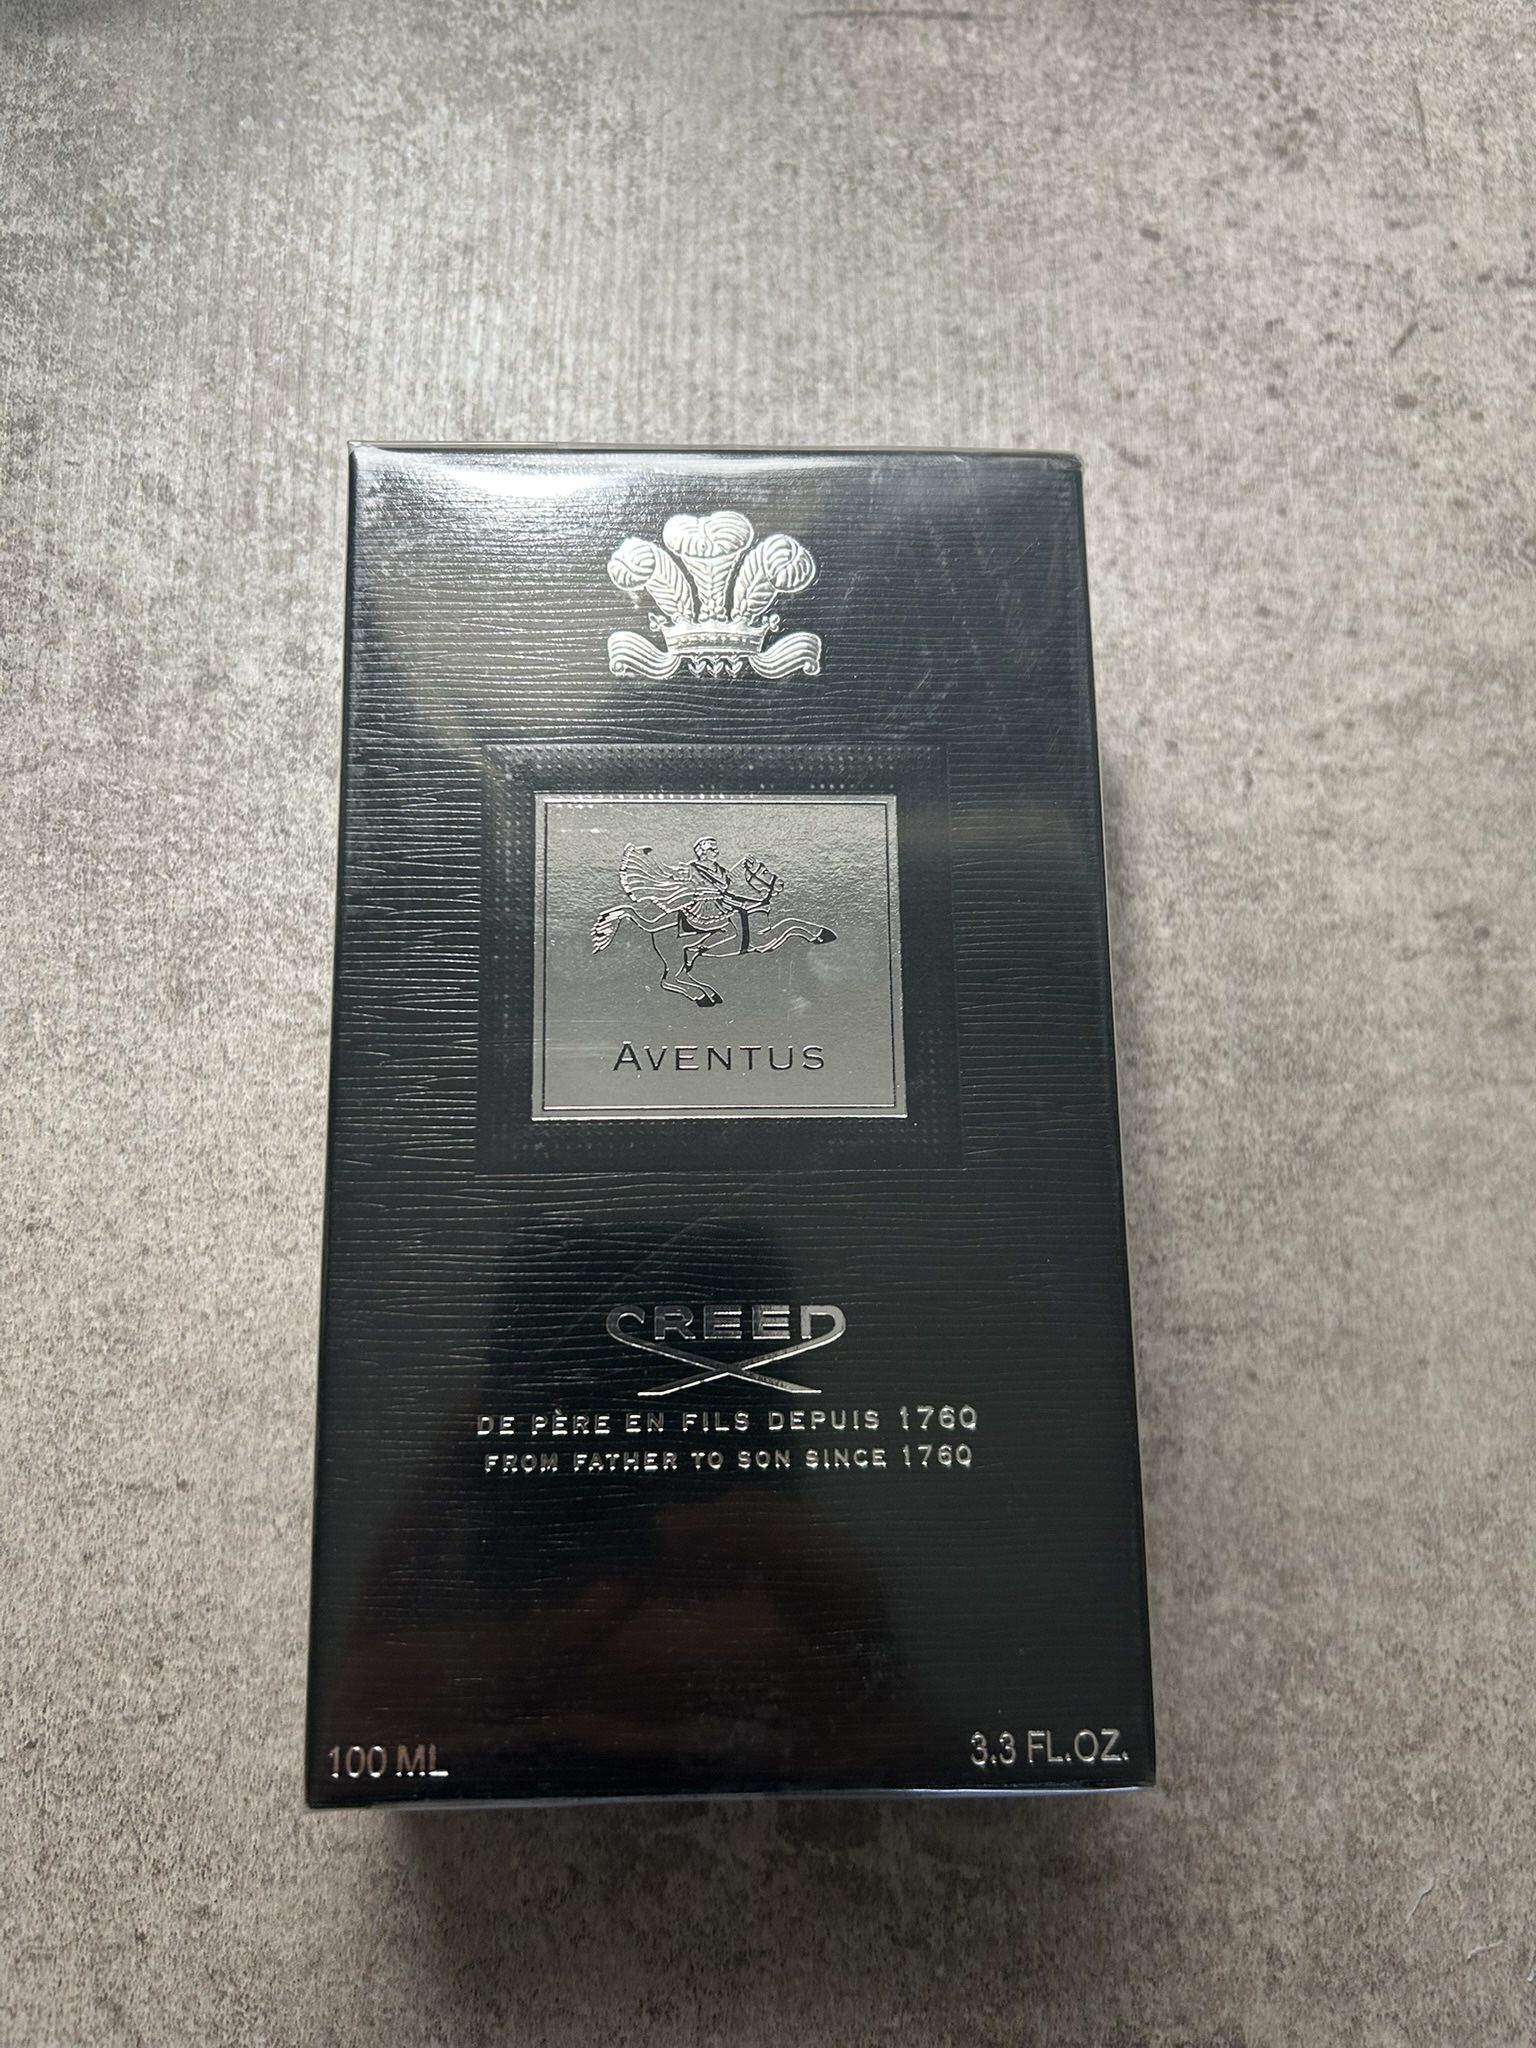 AVENTUS
CREED
DE PÈRE EN FILS DEPUIS 1760
FROM FATHER TO SON SINCE 1760
100 ML
3.3 FL.OZ.